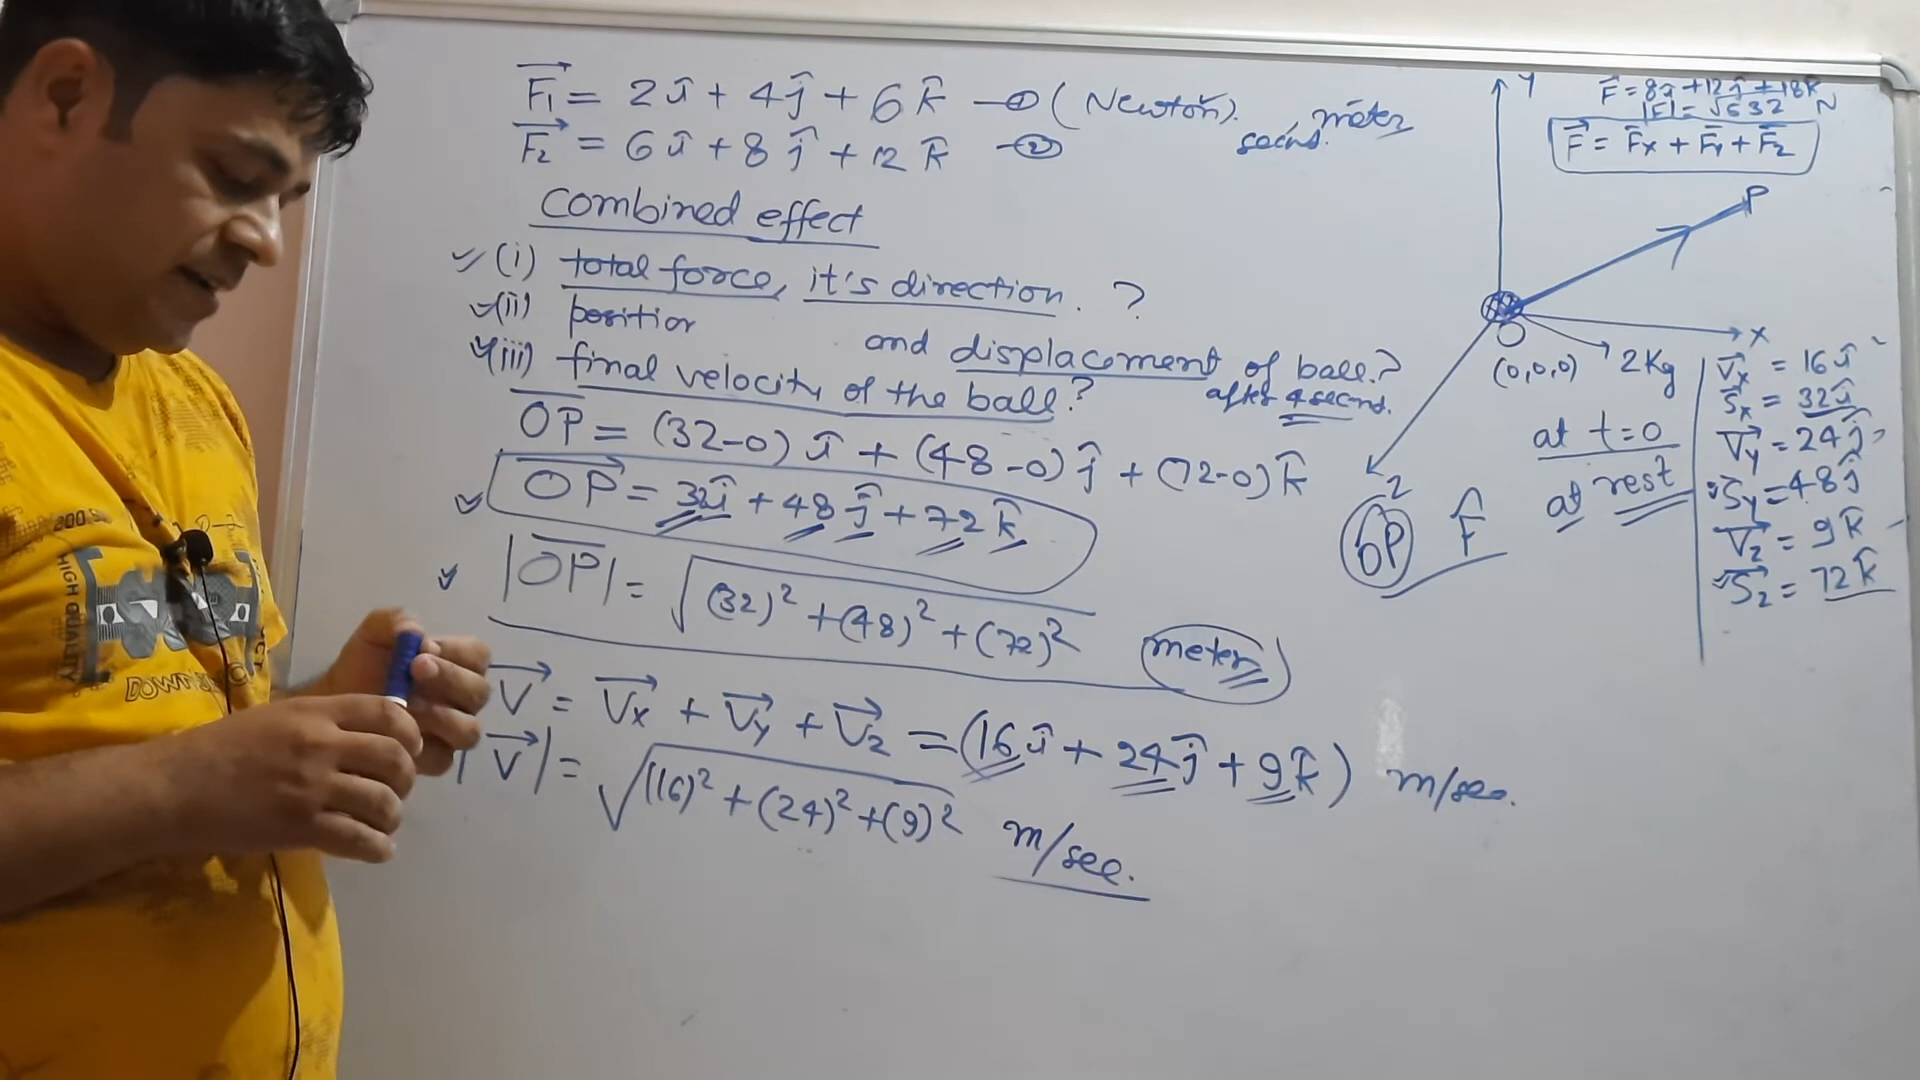 F₁ = 2î + 4ĵ + 6k̂ —① (Newton).
meter
F₂ = 6î + 8ĵ + 12k̂ —②
combined effect
(i) total force, it's direction. ?
(ii) position and displacement of ball.?
after 4 second.
(iii) final velocity of the ball?
OP = (32-0)î + (48-0)ĵ + (72-0)k̂
OP = 32î + 48ĵ + 72k̂
|OP| = √(32)² + (48)² + (72)² meter
V = Vx + Vy + Vz = (16î + 24ĵ + 9k̂) m/sec.
|V| = √(16)² + (24)² + (9)² m/sec.
Y
F = 8î + 12ĵ + 18k̂
|F| = √532 N
F = Fx + Fy + Fz
P
X
O
(0,0,0)
2Kg
at t=0
at rest
Z
OP F̂
Vx = 16î
Sx = 32î
Vy = 24ĵ
Sy = 48ĵ
Vz = 9k̂
Sz = 72k̂
HIGH QUALITY